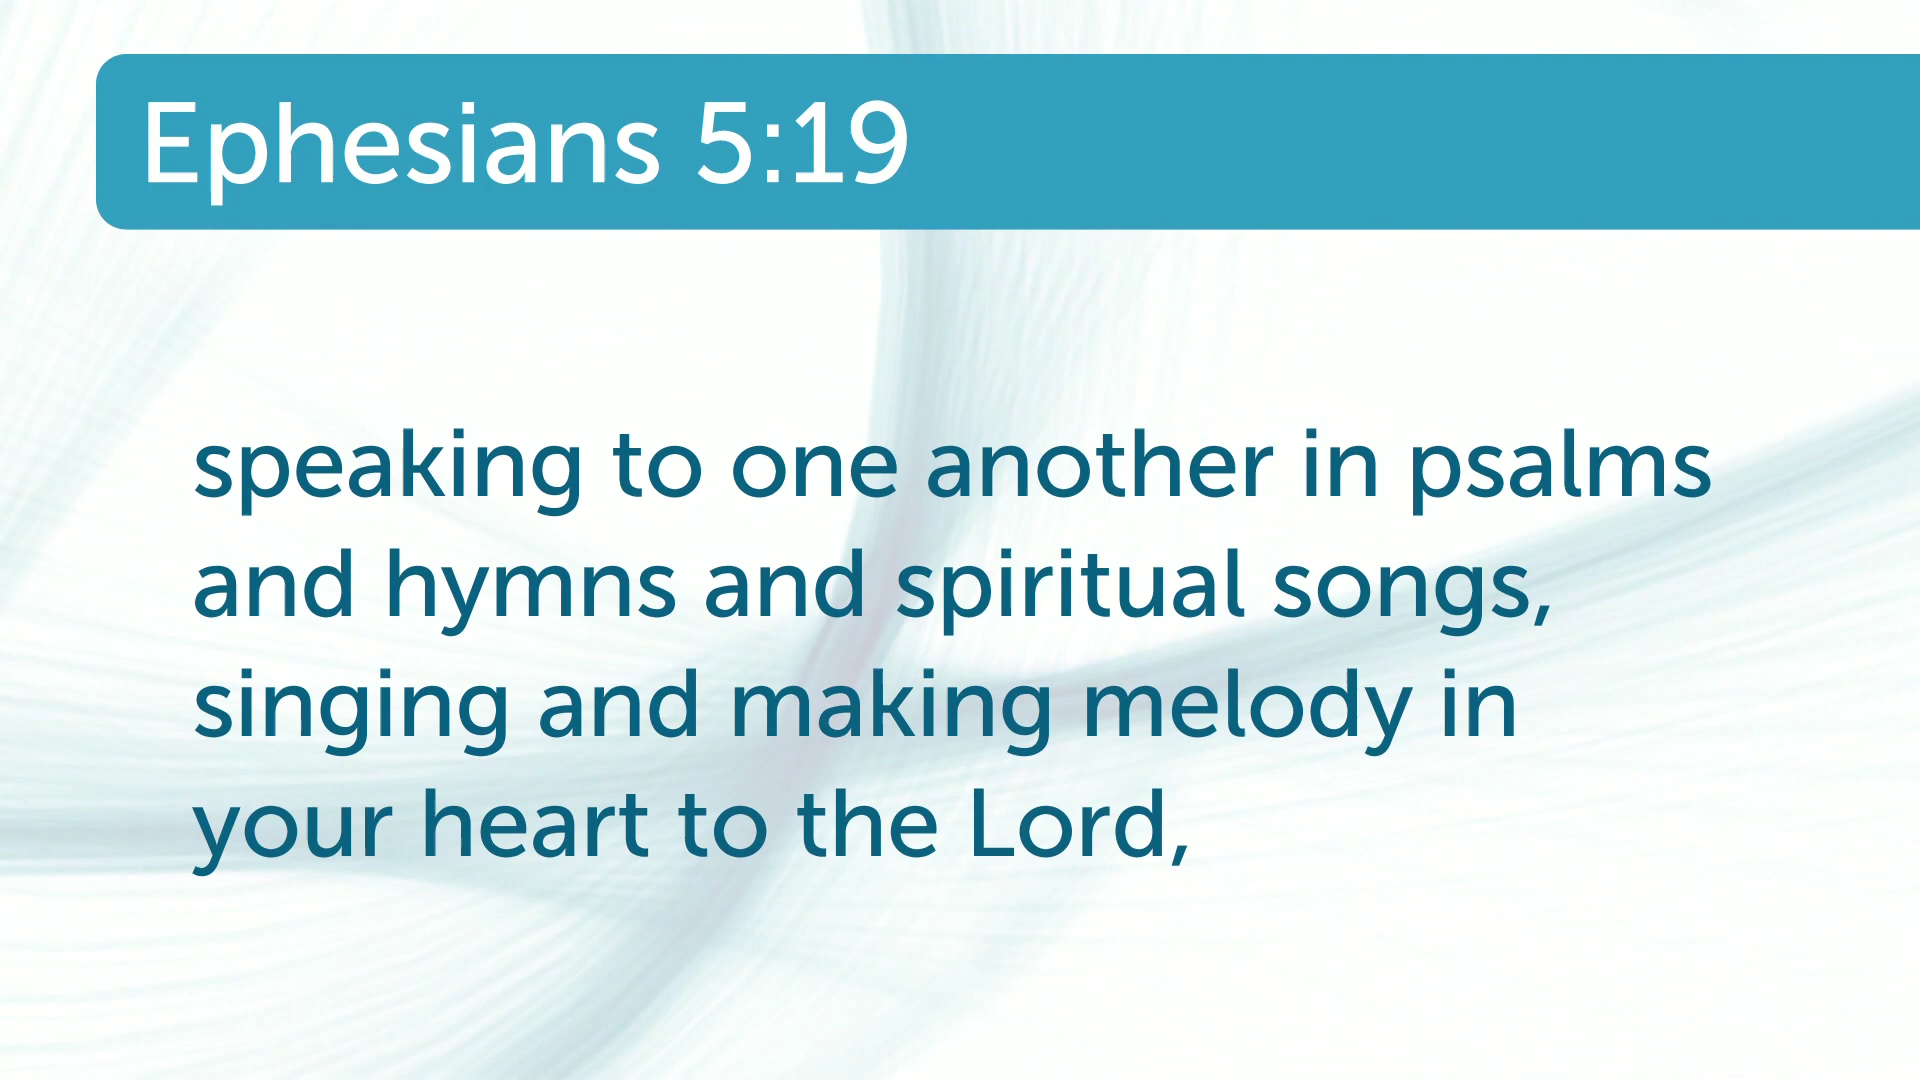 Ephesians 5:19
speaking to one another in psalms
and hymns and spiritual songs,
singing and making melody in
your heart to the Lord,